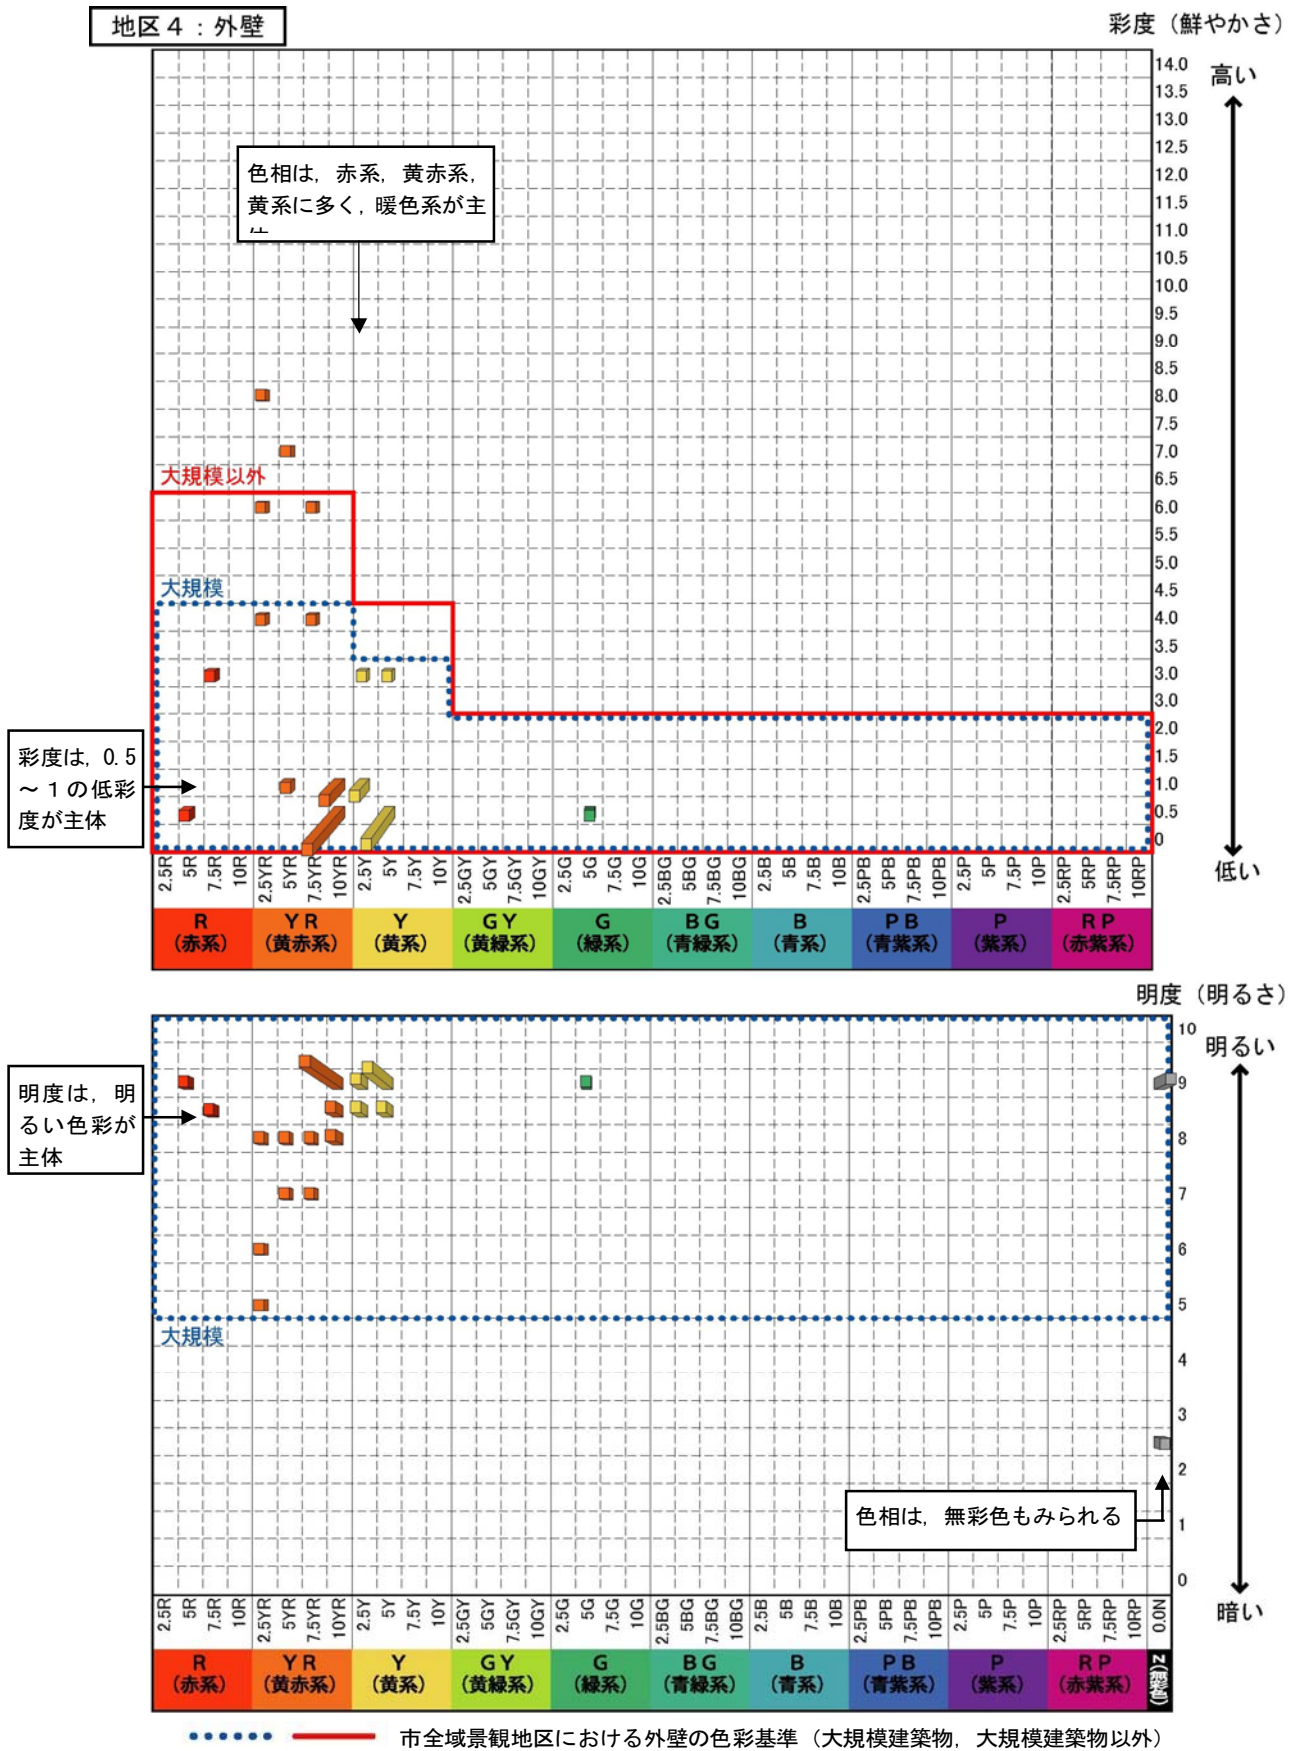 地区４：外壁
彩度（鮮やかさ）
高い
14.0
13.5
13.0
12.5
12.0
11.5
11.0
10.5
10.0
9.5
9.0
8.5
8.0
7.5
7.0
6.5
6.0
5.5
5.0
4.5
4.0
3.5
3.0
3.0
2.0
1.5
1.0
0.5
0
低い
色相は，赤系，黄赤系，
黄系に多く，暖色系が主
大規模以外
大規模
彩度は，0.5
～１の低彩
度が主体
2.5R 5R 7.5R 10R 2.5YR 5YR 7.5YR 10YR 2.5Y 5Y 7.5Y 10Y 2.5GY 5GY 7.5GY 10GY 2.5G 5G 7.5G 10G 2.5BG 5BG 7.5BG 10BG 2.5B 5B 7.5B 10B 2.5PB 5PB 7.5PB 10PB 2.5P 5P 7.5P 10P 2.5RP 5RP 7.5RP 10RP
R YR Y GY G BG B PB P RP
（赤系） （黄赤系） （黄系） （黄緑系） （緑系） （青緑系） （青系） （青紫系） （紫系） （赤紫系）
明度（明るさ）
明るい
10
9
8
7
6
5
4
3
2
1
0
暗い
明度は，明
るい色彩が
主体
大規模
色相は，無彩色もみられる
2.5R 5R 7.5R 10R 2.5YR 5YR 7.5YR 10YR 2.5Y 5Y 7.5Y 10Y 2.5GY 5GY 7.5GY 10GY 2.5G 5G 7.5G 10G 2.5BG 5BG 7.5BG 10BG 2.5B 5B 7.5B 10B 2.5PB 5PB 7.5PB 10PB 2.5P 5P 7.5P 10P 2.5RP 5RP 7.5RP 10RP 0.0N
R YR Y GY G BG B PB P RP N（無彩色）
（赤系） （黄赤系） （黄系） （黄緑系） （緑系） （青緑系） （青系） （青紫系） （紫系） （赤紫系）
市全域景観地区における外壁の色彩基準（大規模建築物，大規模建築物以外）